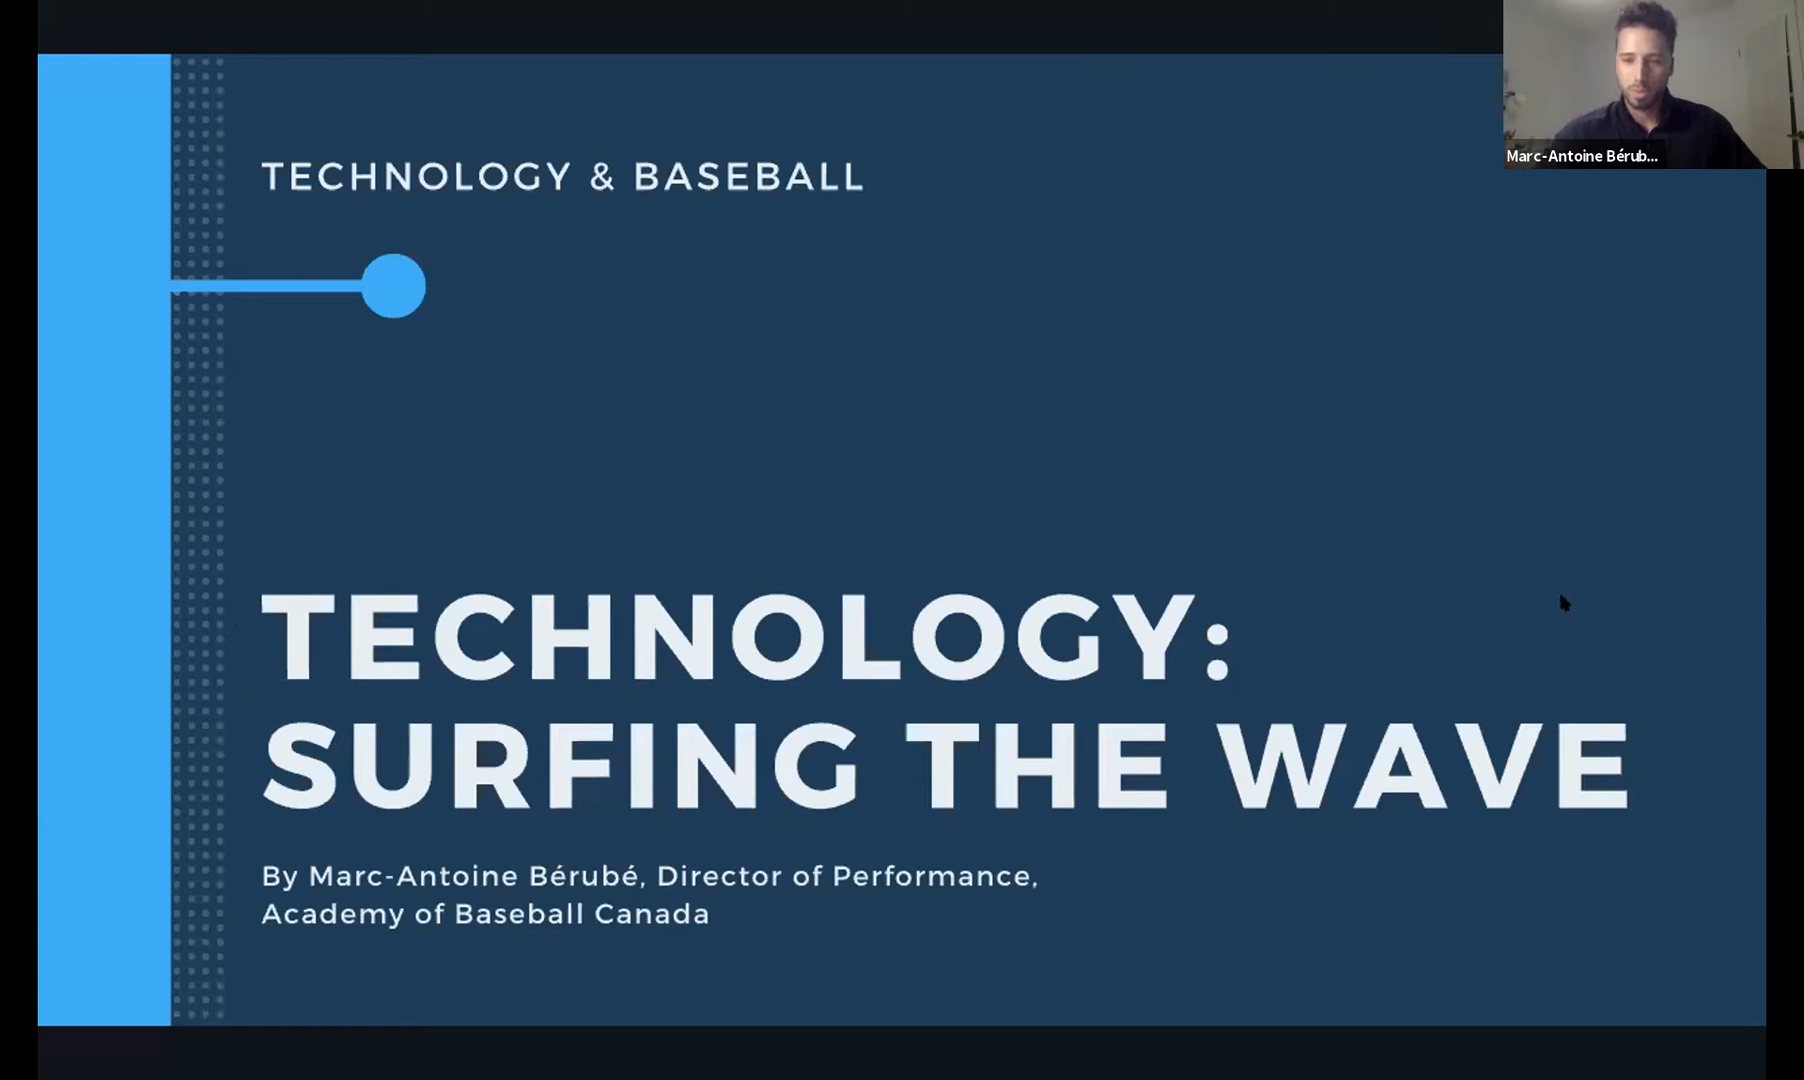 TECHNOLOGY & BASEBALL
Marc-Antoine Bérub...
TECHNOLOGY:
SURFING THE WAVE
By Marc-Antoine Bérubé, Director of Performance,
Academy of Baseball Canada